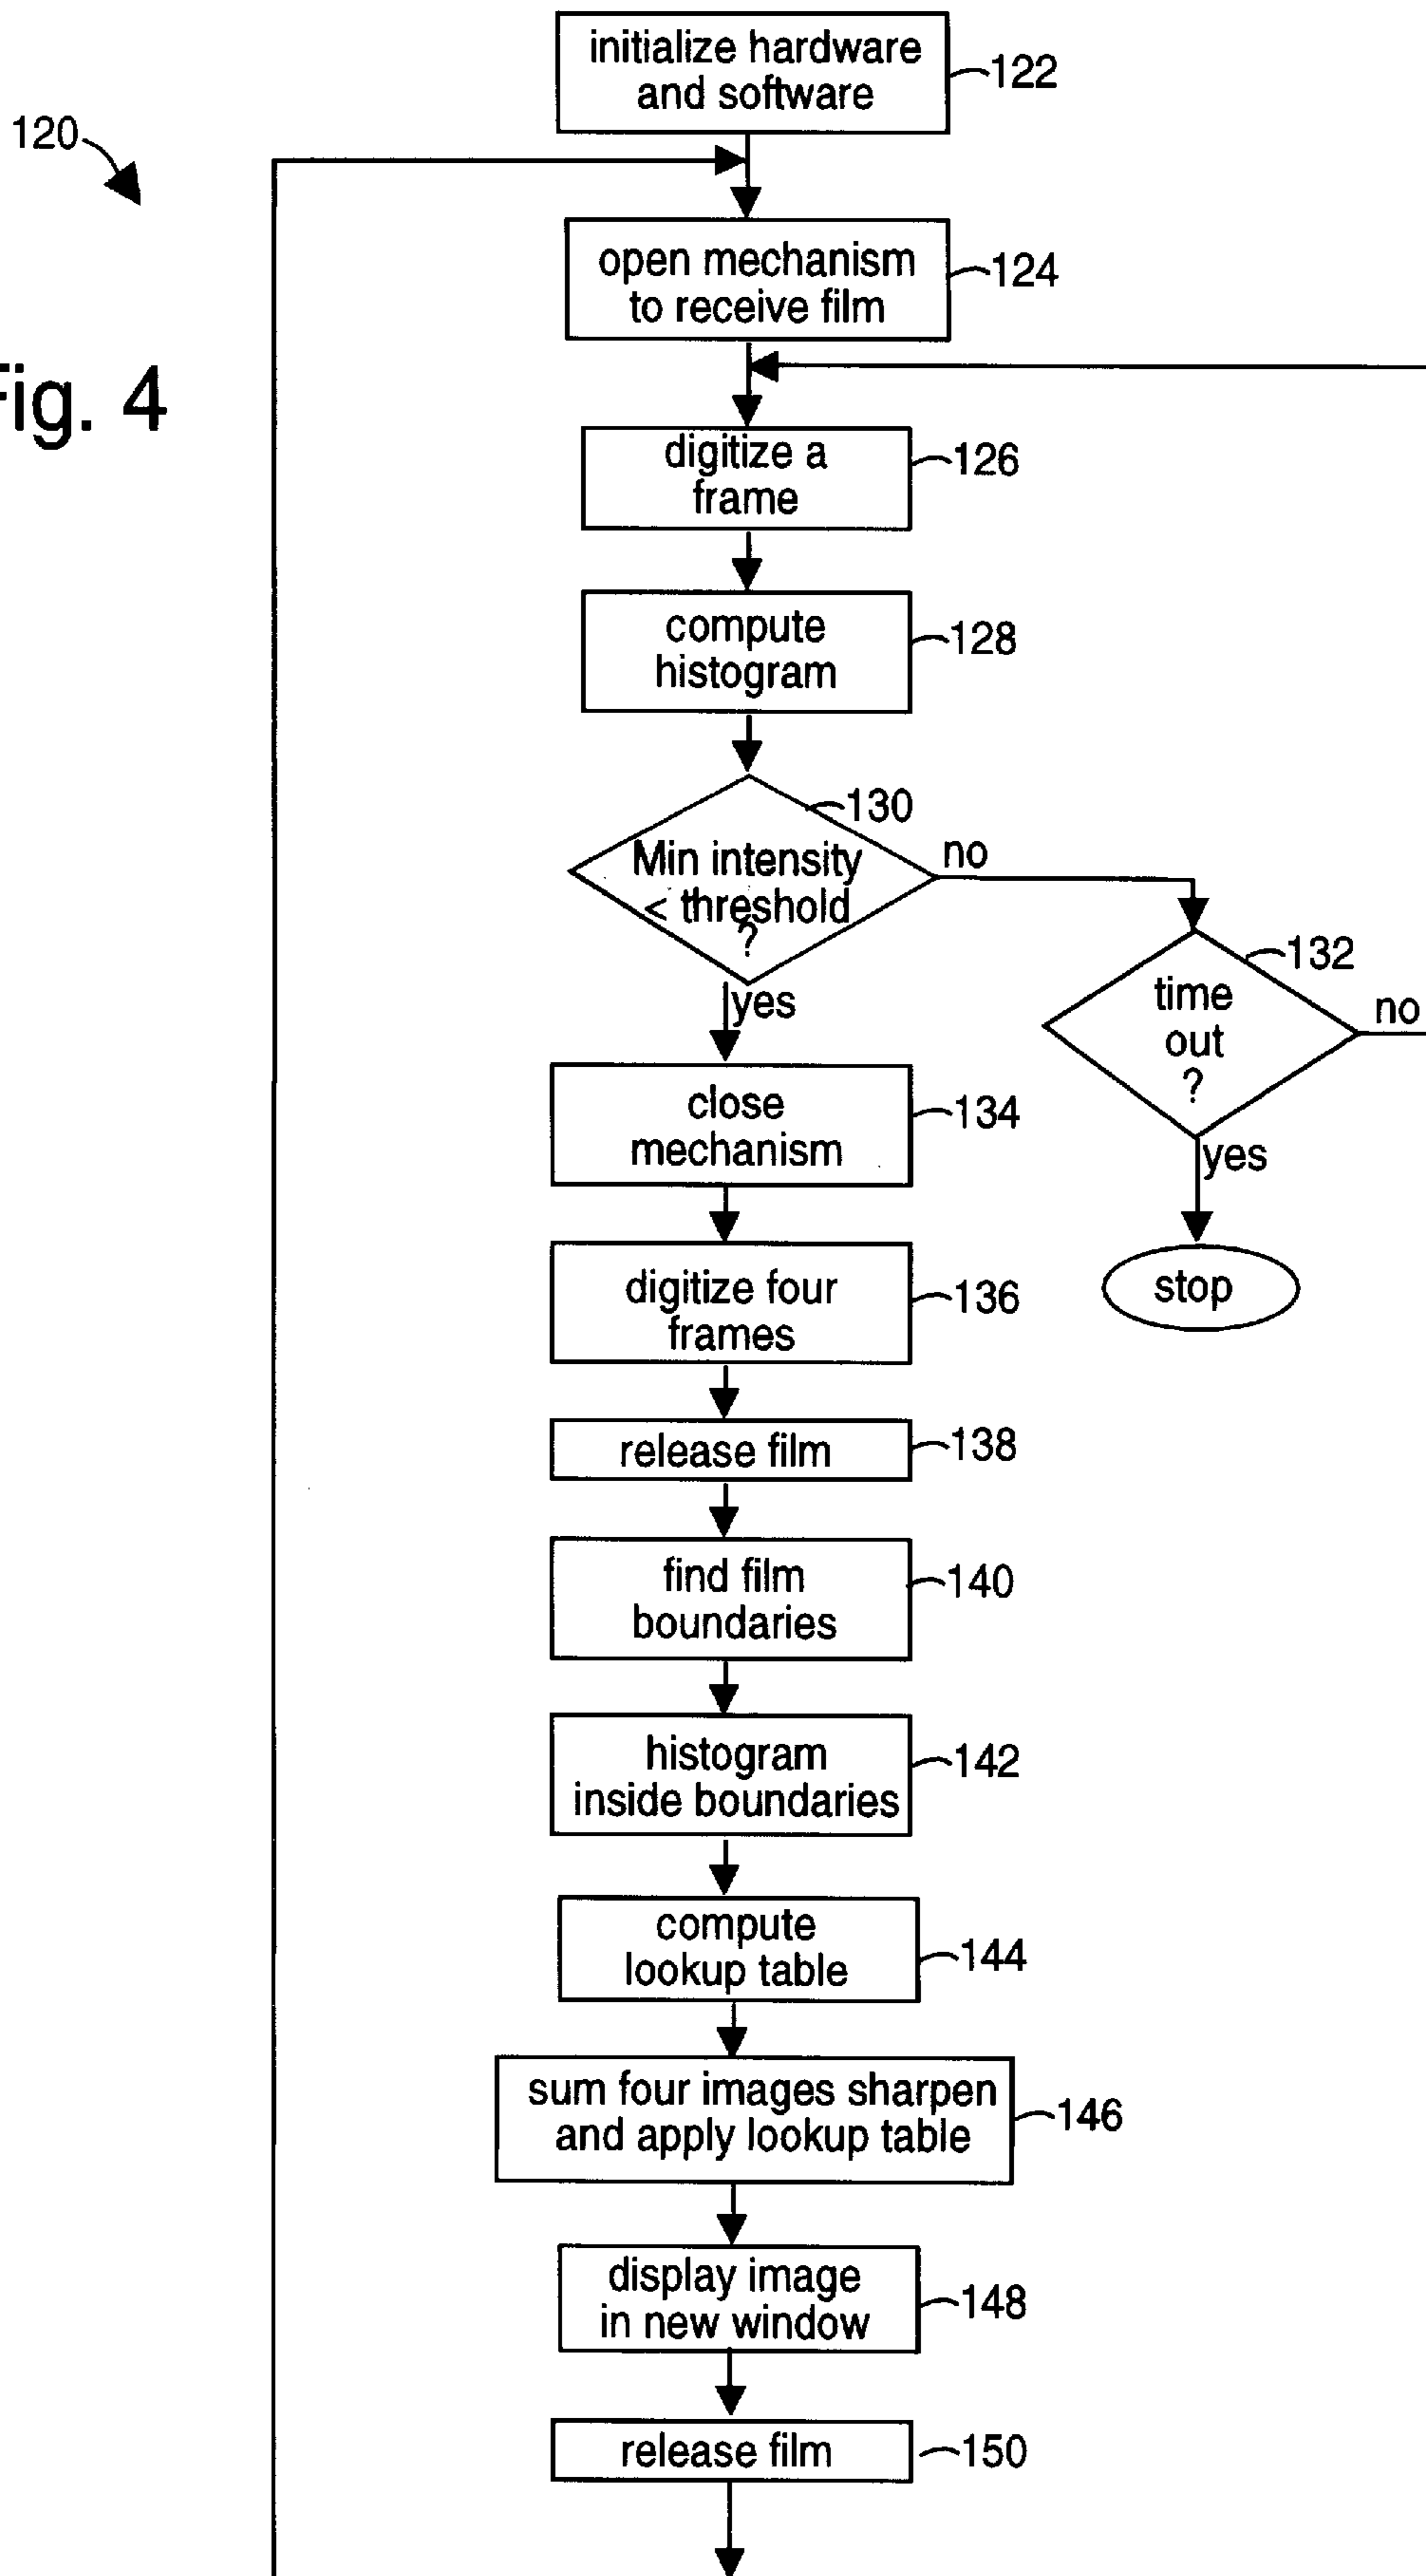 initialize hardware
and software
122
120
open mechanism
to receive film
124
Fig. 4
digitize a
frame
126
compute
histogram
128
130
Min intensity
< threshold
?
no
yes
132
time
out
?
no
yes
stop
close
mechanism
134
digitize four
frames
136
release film
138
find film
boundaries
140
histogram
inside boundaries
142
compute
lookup table
144
sum four images sharpen
and apply lookup table
146
display image
in new window
148
release film
150